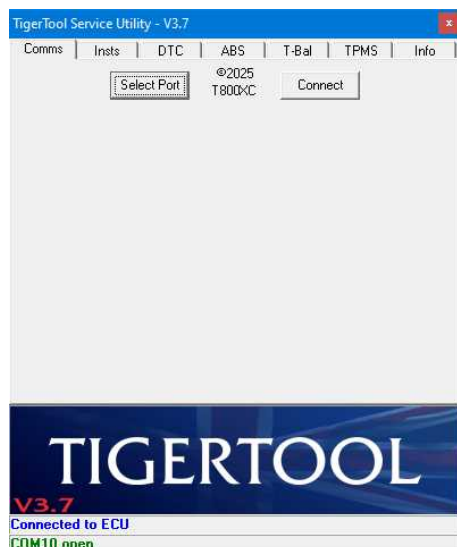 TigerTool Service Utility - V3.7
x
Comms Insts DTC ABS T-Bal TPMS Info
Select Port
©2025
T800XC
Connect
TIGERTOOL
V3.7
Connected to ECU
COM10 open